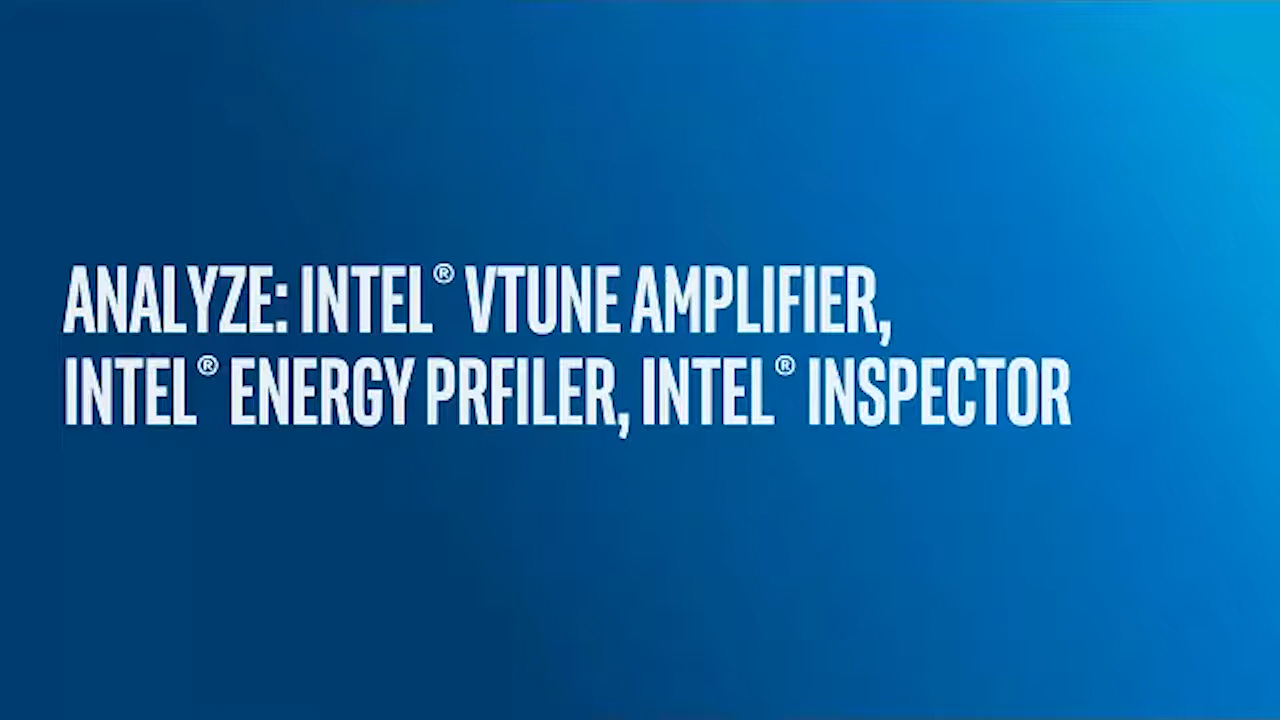 ANALYZE: INTEL® VTUNE AMPLIFIER,
INTEL® ENERGY PRFILER, INTEL® INSPECTOR